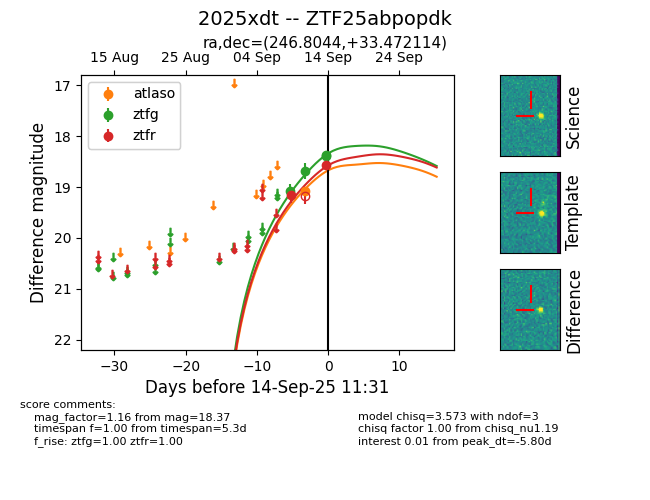 2025xdt -- ZTF25abpopdk
ra,dec=(246.8044,+33.472114)
15 Aug
25 Aug
04 Sep
14 Sep
24 Sep
atlaso
ztfg
ztfr
17
18
19
20
21
22
Difference magnitude
−30
−20
−10
0
10
Days before 14-Sep-25 11:31
Science
Template
Difference
score comments:
mag_factor=1.16 from mag=18.37
timespan f=1.00 from timespan=5.3d
f_rise: ztfg=1.00 ztfr=1.00
model chisq=3.573 with ndof=3
chisq factor 1.00 from chisq_nu1.19
interest 0.01 from peak_dt=-5.80d